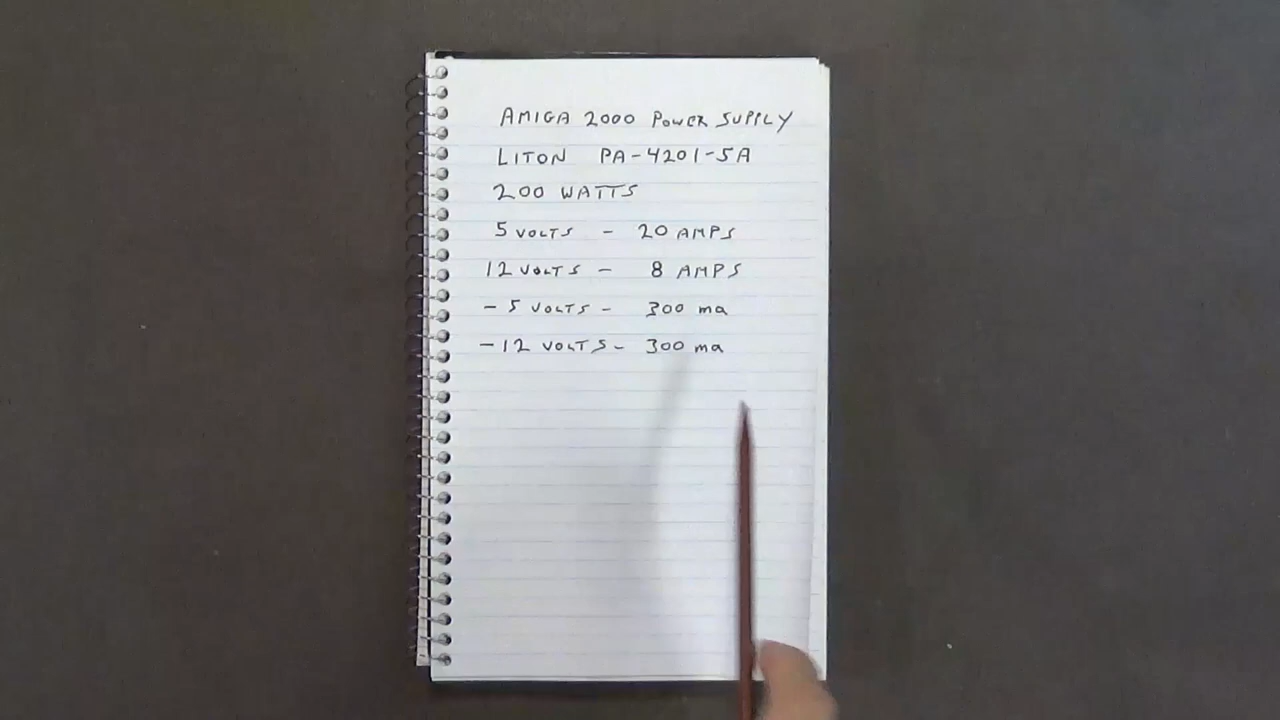 AMIGA 2000 POWER SUPPLY
LITON PA-4201-5A
200 WATTS
5 VOLTS - 20 AMPS
12 VOLTS - 8 AMPS
- 5 VOLTS - 300 ma
-12 VOLTS - 300 ma